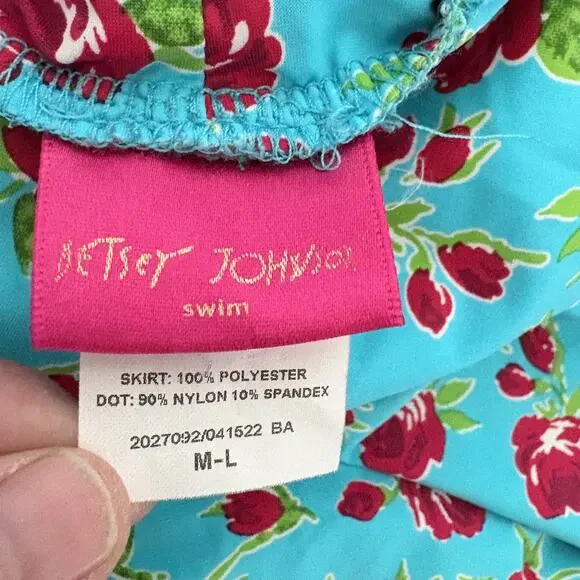 BETSEY JOHNSON
swim
SKIRT: 100% POLYESTER
DOT: 90% NYLON 10% SPANDEX
2027092/041522 BA
M-L